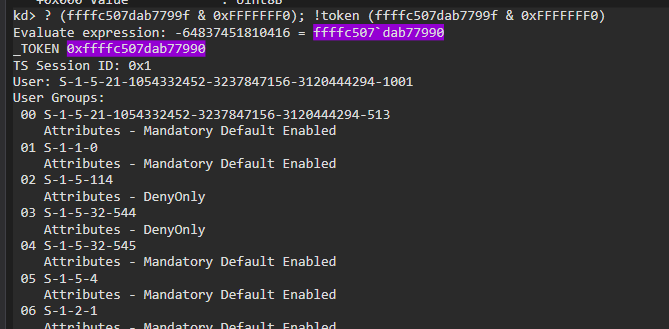 kd> ? (ffffc507dab7799f & 0xFFFFFFF0); !token (ffffc507dab7799f & 0xFFFFFFF0)
Evaluate expression: -64837451810416 = ffffc507`dab77990
_TOKEN 0xffffc507dab77990
TS Session ID: 0x1
User: S-1-5-21-1054332452-3237847156-3120444294-1001
User Groups:
00 S-1-5-21-1054332452-3237847156-3120444294-513
Attributes - Mandatory Default Enabled
01 S-1-1-0
Attributes - Mandatory Default Enabled
02 S-1-5-114
Attributes - DenyOnly
03 S-1-5-32-544
Attributes - DenyOnly
04 S-1-5-32-545
Attributes - Mandatory Default Enabled
05 S-1-5-4
Attributes - Mandatory Default Enabled
06 S-1-2-1
Attributes - Mandatory Default Enabled